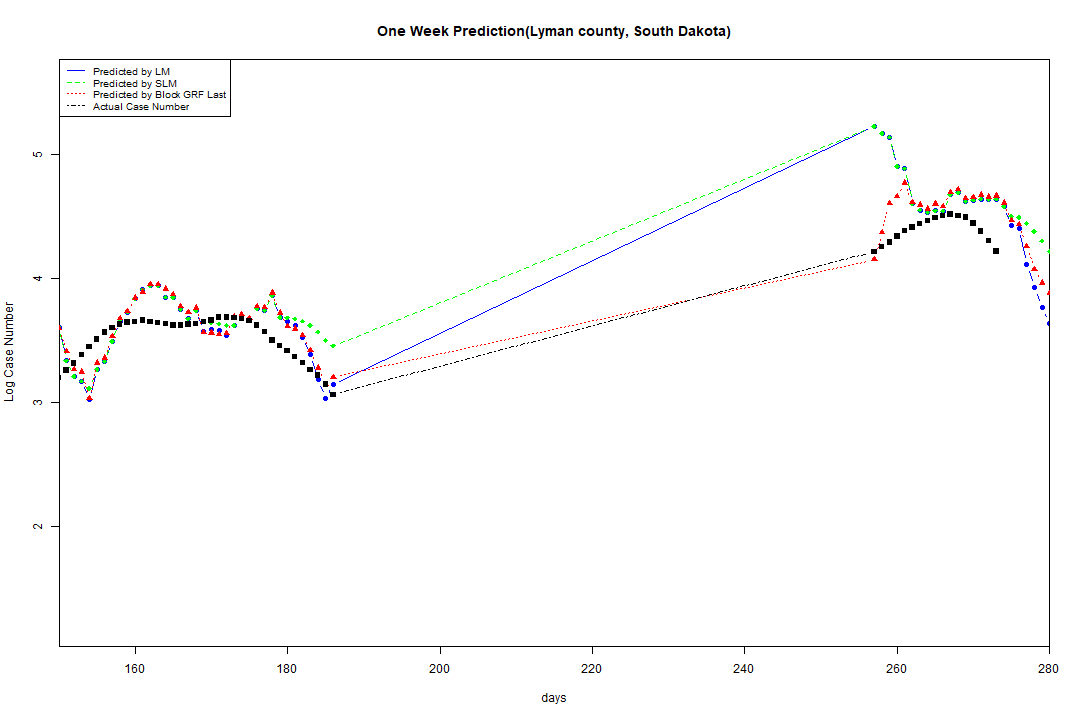 One Week Prediction(Lyman county, South Dakota)
Predicted by LM
Predicted by SLM
Predicted by Block GRF Last
Actual Case Number
5
4
3
2
Log Case Number
160 180 200 220 240 260 280
days